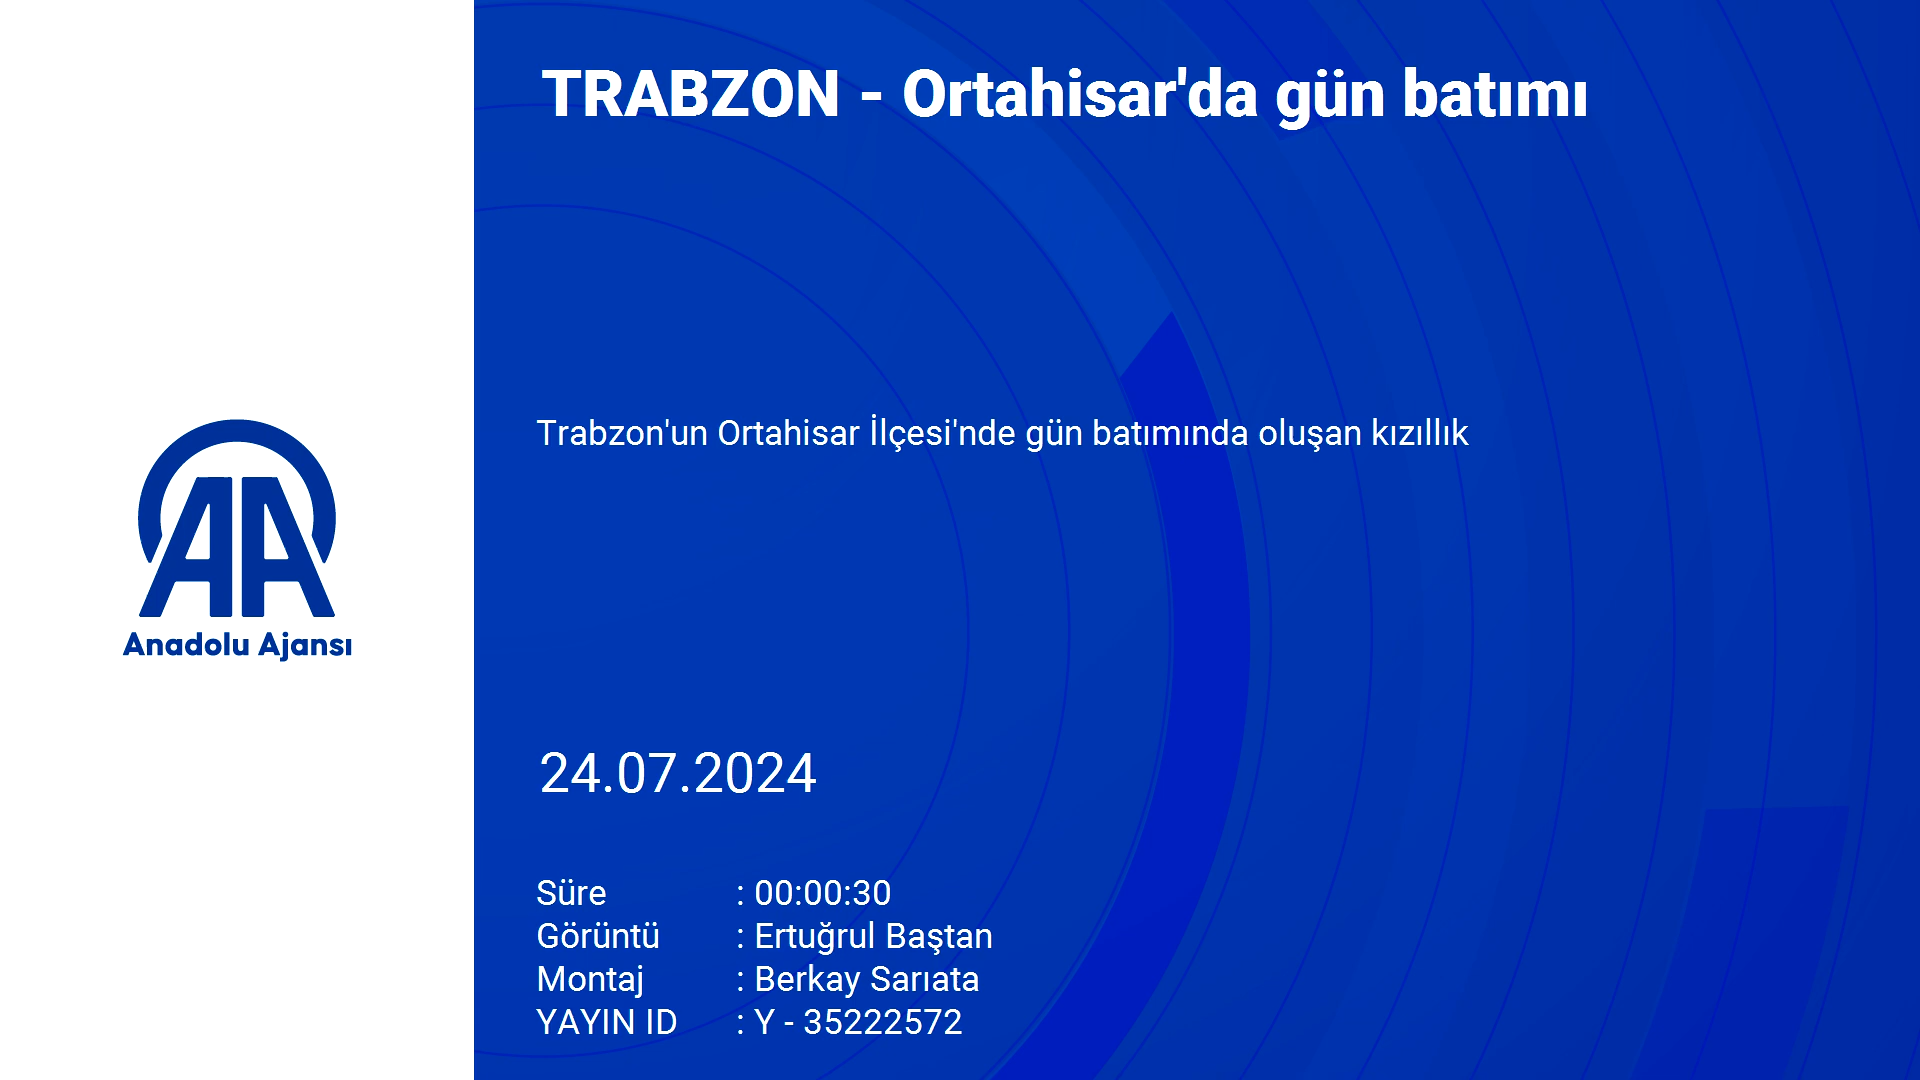 TRABZON - Ortahisar'da gün batımı
Trabzon'un Ortahisar İlçesi'nde gün batımında oluşan kızıllık
AA
Anadolu Ajansı
24.07.2024
Süre : 00:00:30
Görüntü : Ertuğrul Baştan
Montaj : Berkay Sarıata
YAYIN ID : Y - 35222572